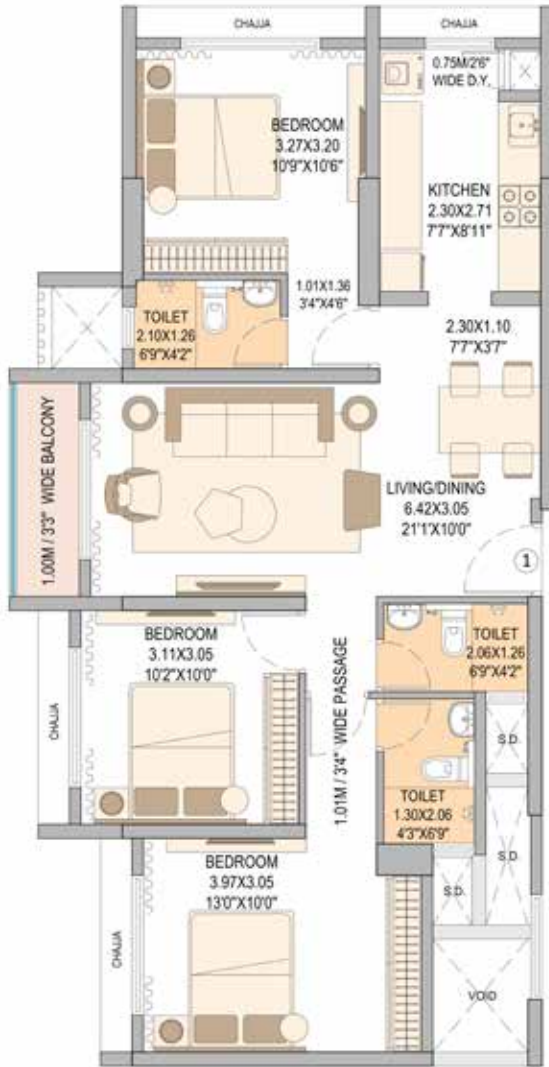 CHAJJA
CHAJJA
0.75M/2'6"
WIDE D.Y.
BEDROOM
3.27X3.20
10'9"X10'6"
KITCHEN
2.30X2.71
7'7"X8'11"
1.01X1.36
3'4"X4'6"
TOILET
2.10X1.26
6'9"X4'2"
2.30X1.10
7'7"X3'7"
1.00M / 3'3" WIDE BALCONY
LIVING/DINING
6.42X3.05
21'1"X10'0"
1
BEDROOM
3.11X3.05
10'2"X10'0"
TOILET
2.06X1.26
6'9"X4'2"
CHAJJA
1.01M / 3'4" WIDE PASSAGE
S.D.
TOILET
1.30X2.06
4'3"X6'9"
S.D.
BEDROOM
3.97X3.05
13'0"X10'0"
S.D.
CHAJJA
VOID